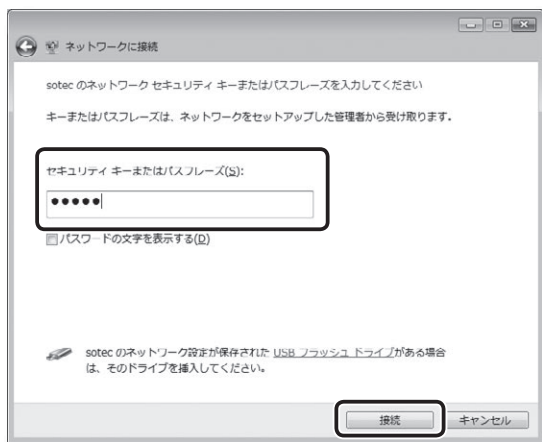 ネットワークに接続
sotec のネットワーク セキュリティ キーまたはパスフレーズを入力してください
キーまたはパスフレーズは、ネットワークをセットアップした管理者から受け取ります。
セキュリティ キーまたはパスフレーズ(S):
●●●●●
パスワードの文字を表示する(D)
sotec のネットワーク設定が保存された USB フラッシュ ドライブがある場合
は、そのドライブを挿入してください。
接続 キャンセル